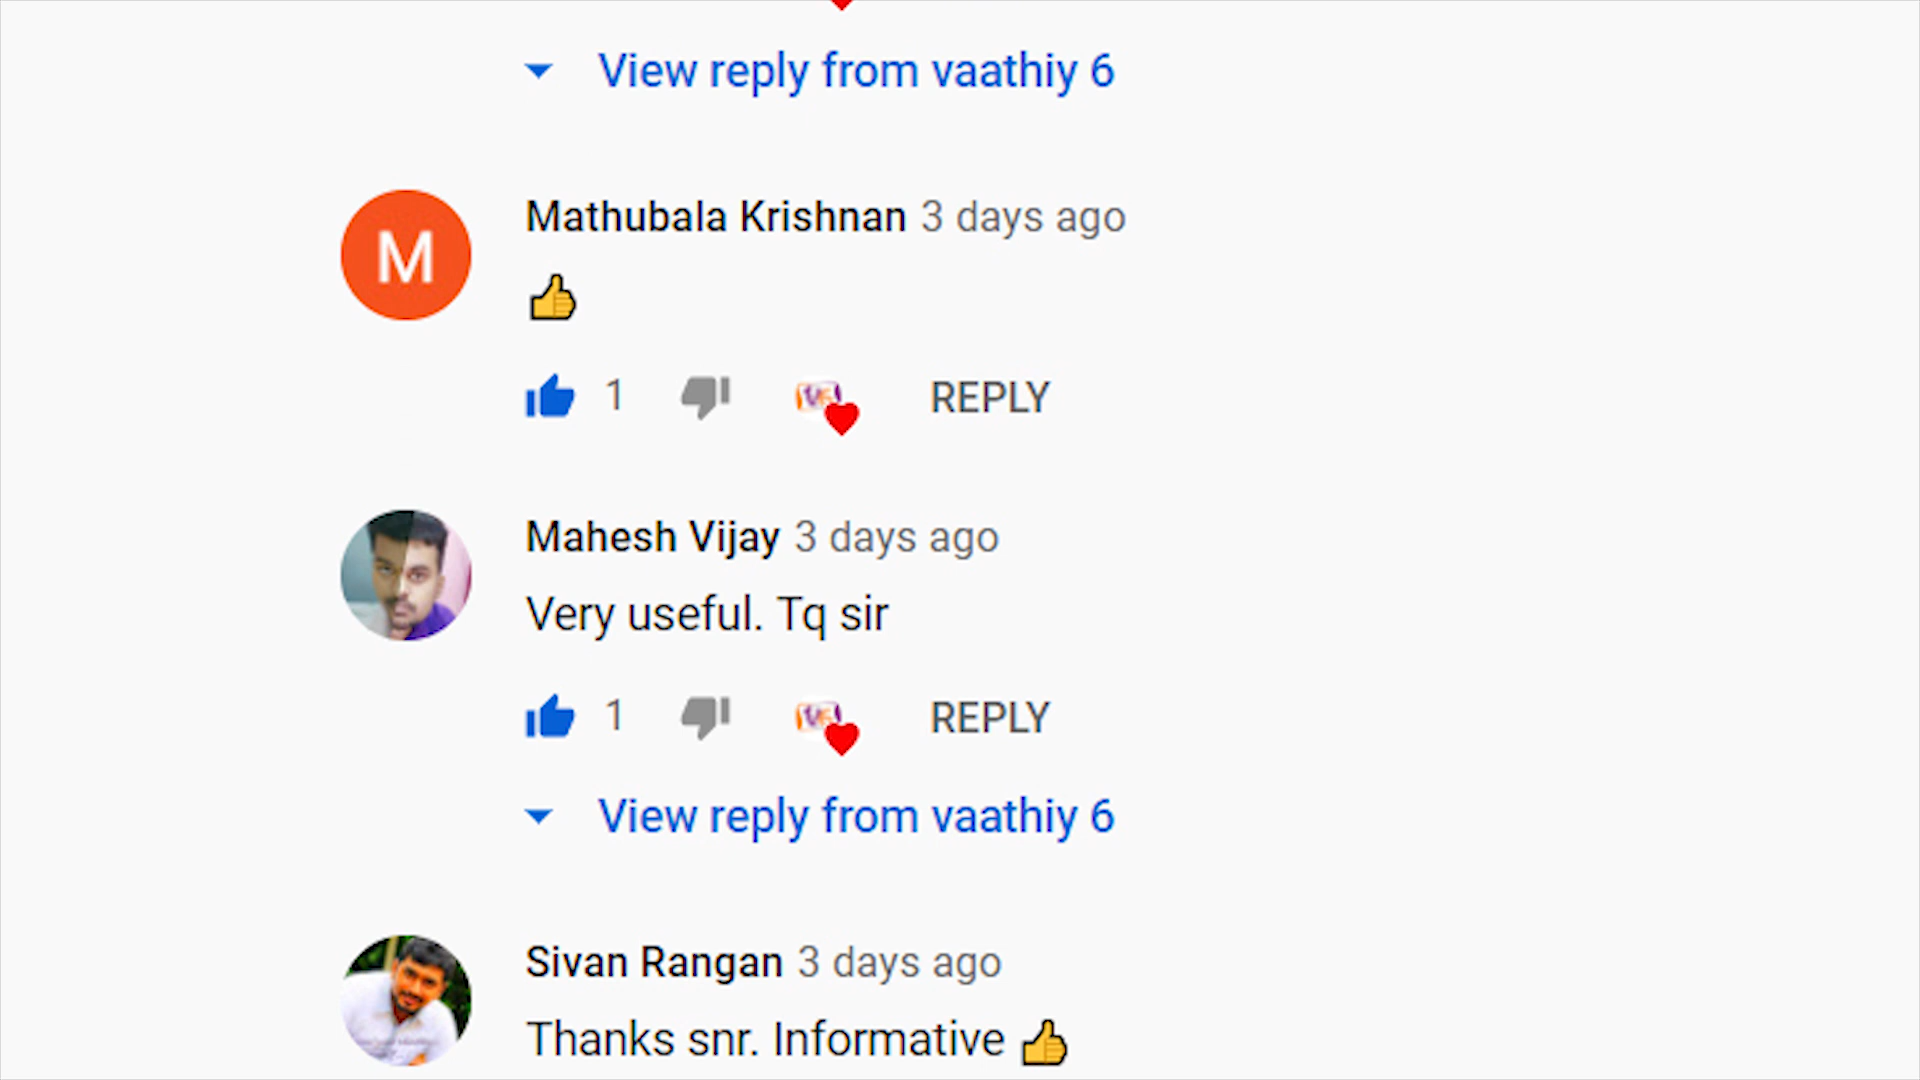 View reply from vaathiy 6
M
Mathubala Krishnan 3 days ago
👍
1 REPLY
Mahesh Vijay 3 days ago
Very useful. Tq sir
1 REPLY
View reply from vaathiy 6
Sivan Rangan 3 days ago
Thanks snr. Informative 👍